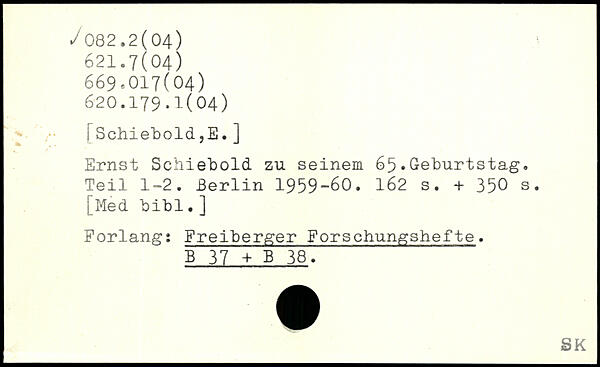 ✓082.2(04)
621.7(04)
669.017(04)
620.179.1(04)
[Schiebold,E.]
Ernst Schiebold zu seinem 65.Geburtstag.
Teil 1-2. Berlin 1959-60. 162 s. + 350 s.
[Med bibl.]
Forlang: Freiberger Forschungshefte.
B 37 + B 38.
SK